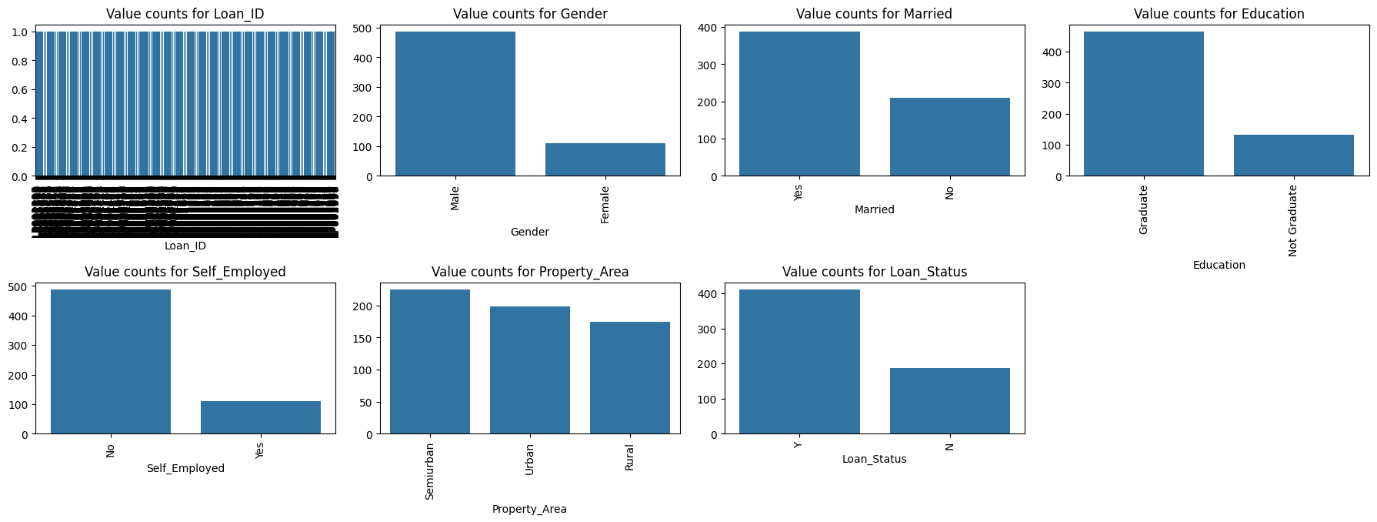 Value counts for Loan_ID
1.0
0.8
0.6
0.4
0.2
0.0
Loan_ID
Value counts for Gender
500
400
300
200
100
0
Male
Female
Gender
Value counts for Married
400
300
200
100
0
Yes
No
Married
Value counts for Education
400
300
200
100
0
Graduate
Not Graduate
Education
Value counts for Self_Employed
500
400
300
200
100
0
No
Yes
Self_Employed
Value counts for Property_Area
200
150
100
50
0
Semiurban
Urban
Rural
Property_Area
Value counts for Loan_Status
400
300
200
100
0
Y
N
Loan_Status